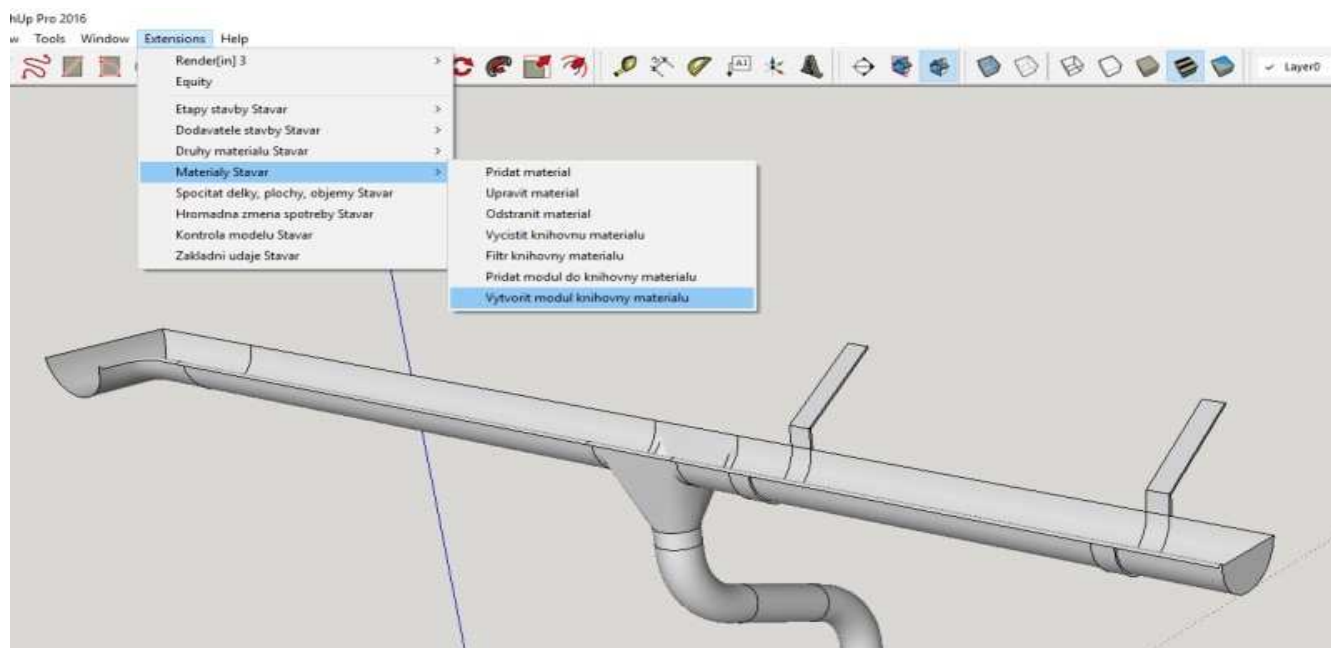 hUp Pro 2016
w Tools Window Extensions Help
Render[in] 3
Equity
A1
Layer0
Etapy stavby Stavar
Dodavatele stavby Stavar
Druhy materialu Stavar
Materialy Stavar
Spocitat delky, plochy, objemy Stavar
Hromadna zmena spotreby Stavar
Kontrola modelu Stavar
Zakladni udaje Stavar
Pridat material
Upravit material
Odstranit material
Vycistit knihovnu materialu
Filtr knihovny materialu
Pridat modul do knihovny materialu
Vytvorit modul knihovny materialu